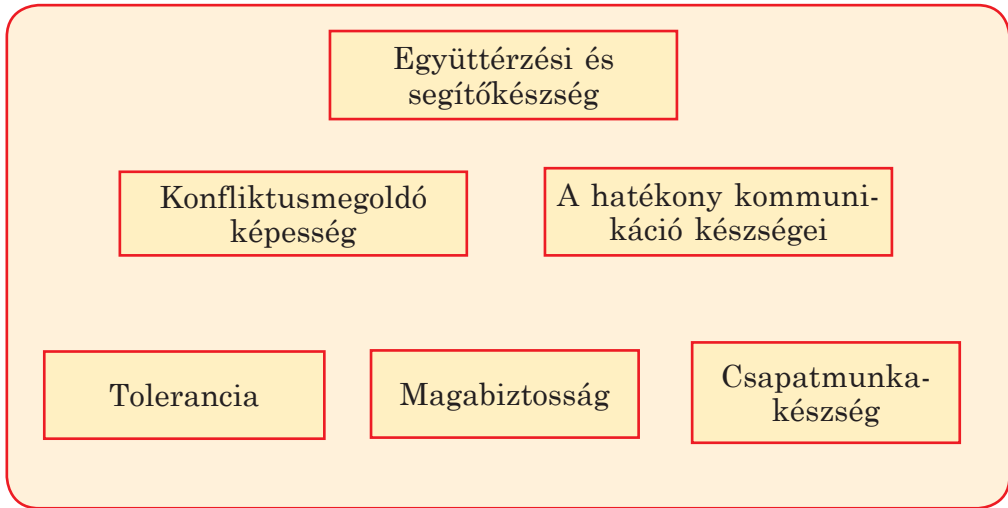 Együttérzési és
segítőkészség
Konfliktusmegoldó
képesség
A hatékony kommuni-
káció készségei
Tolerancia
Magabiztosság
Csapatmunka-
készség